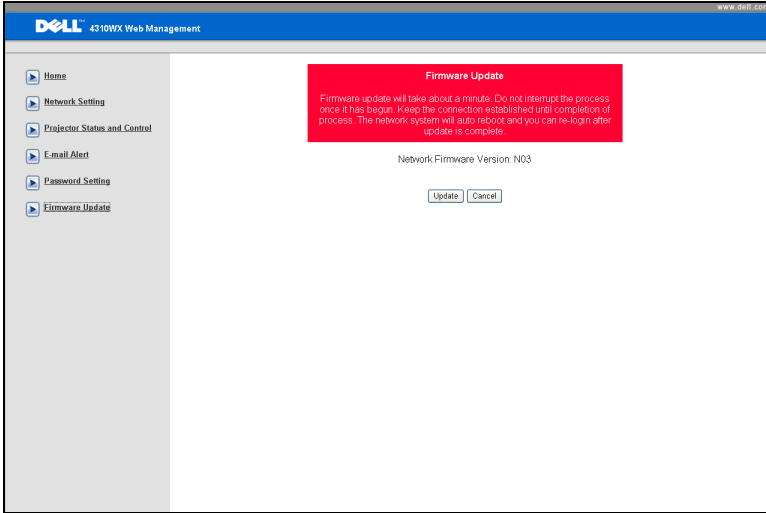 www.dell.com
DELL™ 4310WX Web Management
Home
Network Setting
Projector Status and Control
E-mail Alert
Password Setting
Firmware Update
Firmware Update
Firmware update will take about a minute. Do not interrupt the process
once it has begun. Keep the connection established until completion of
process. The network system will auto reboot and you can re-login after
update is complete.
Network Firmware Version: N03
Update Cancel